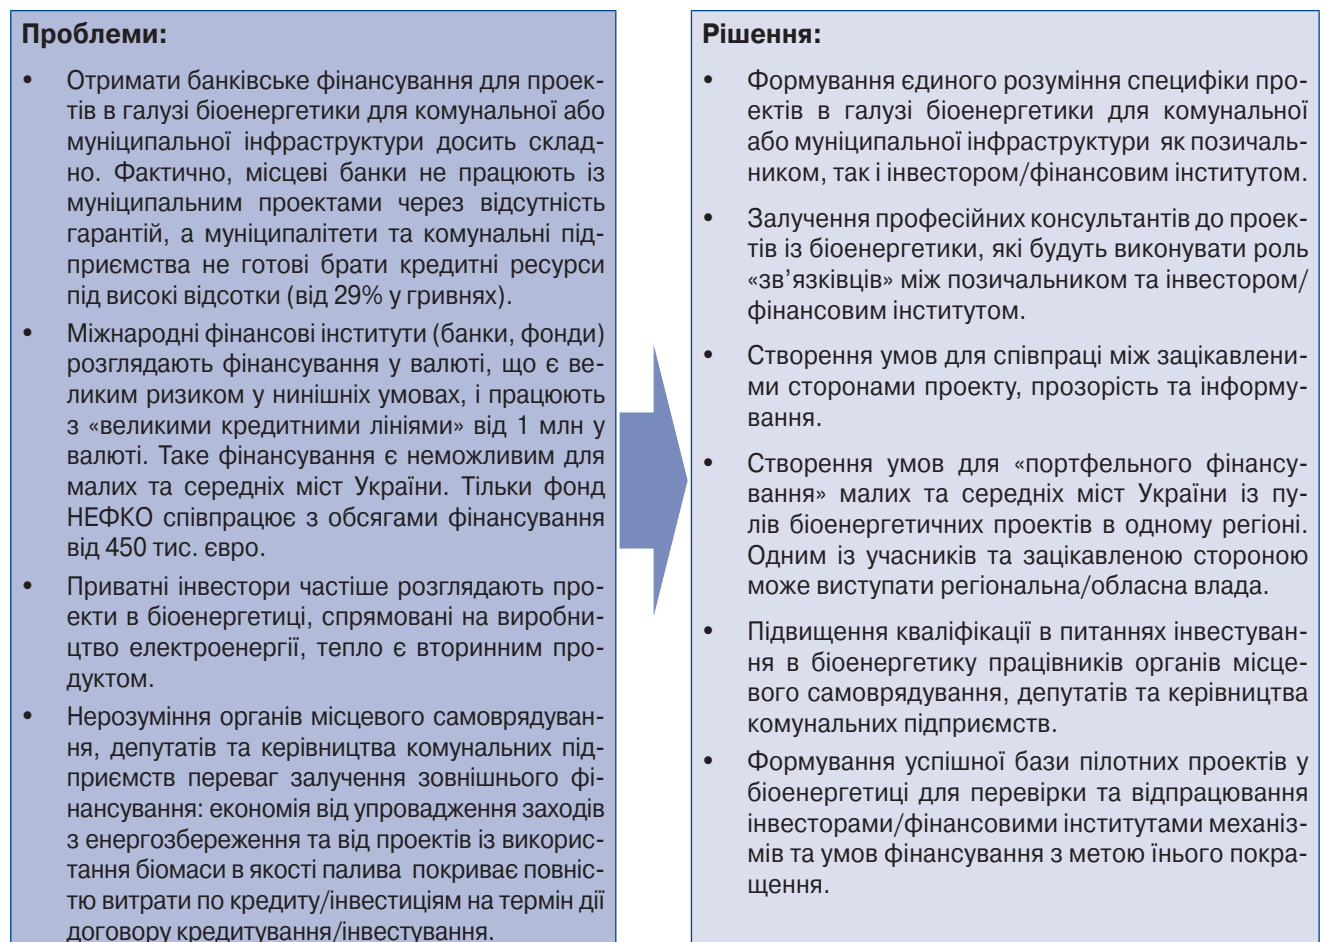 Проблеми:
• Отримати банківське фінансування для проек-
тів в галузі біоенергетики для комунальної або
муніципальної інфраструктури досить склад-
но. Фактично, місцеві банки не працюють із
муніципальним проектами через відсутність
гарантій, а муніципалітети та комунальні під-
приємства не готові брати кредитні ресурси
під високі відсотки (від 29% у гривнях).
• Міжнародні фінансові інститути (банки, фонди)
розглядають фінансування у валюті, що є ве-
ликим ризиком у нинішніх умовах, і працюють
з «великими кредитними лініями» від 1 млн у
валюті. Таке фінансування є неможливим для
малих та середніх міст України. Тільки фонд
НЕФКО співпрацює з обсягами фінансування
від 450 тис. євро.
• Приватні інвестори частіше розглядають про-
екти в біоенергетиці, спрямовані на виробни-
цтво електроенергії, тепло є вторинним про-
дуктом.
• Нерозуміння органів місцевого самоврядуван-
ня, депутатів та керівництва комунальних під-
приємств переваг залучення зовнішнього фі-
нансування: економія від упровадження заходів
з енергозбереження та від проектів із викорис-
тання біомаси в якості палива покриває повніс-
тю витрати по кредиту/інвестиціям на термін дії
договору кредитування/інвестування.
Рішення:
• Формування єдиного розуміння специфіки про-
ектів в галузі біоенергетики для комунальної
або муніципальної інфраструктури як позичаль-
ником, так і інвестором/фінансовим інститутом.
• Залучення професійних консультантів до проек-
тів із біоенергетики, які будуть виконувати роль
«зв’язківців» між позичальником та інвестором/
фінансовим інститутом.
• Створення умов для співпраці між зацікавлени-
ми сторонами проекту, прозорість та інформу-
вання.
• Створення умов для «портфельного фінансу-
вання» малих та середніх міст України із пу-
лів біоенергетичних проектів в одному регіоні.
Одним із учасників та зацікавленою стороною
може виступати регіональна/обласна влада.
• Підвищення кваліфікації в питаннях інвестуван-
ня в біоенергетику працівників органів місце-
вого самоврядування, депутатів та керівництва
комунальних підприємств.
• Формування успішної бази пілотних проектів у
біоенергетиці для перевірки та відпрацювання
інвесторами/фінансовими інститутами механіз-
мів та умов фінансування з метою їнього покра-
щення.